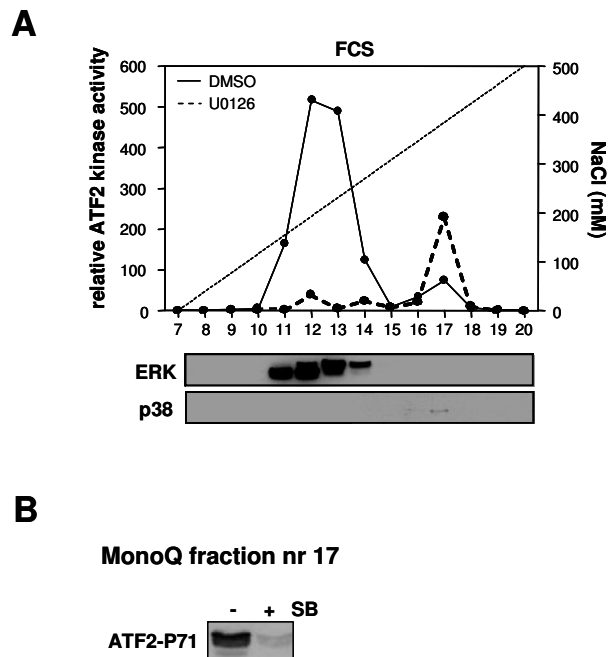 A
FCS
relative ATF2 kinase activity
NaCl (mM)
DMSO
U0126
600
500
400
300
200
100
0
500
400
300
200
100
0
7 8 9 10 11 12 13 14 15 16 17 18 19 20
ERK
p38
B
MonoQ fraction nr 17
- + SB
ATF2-P71